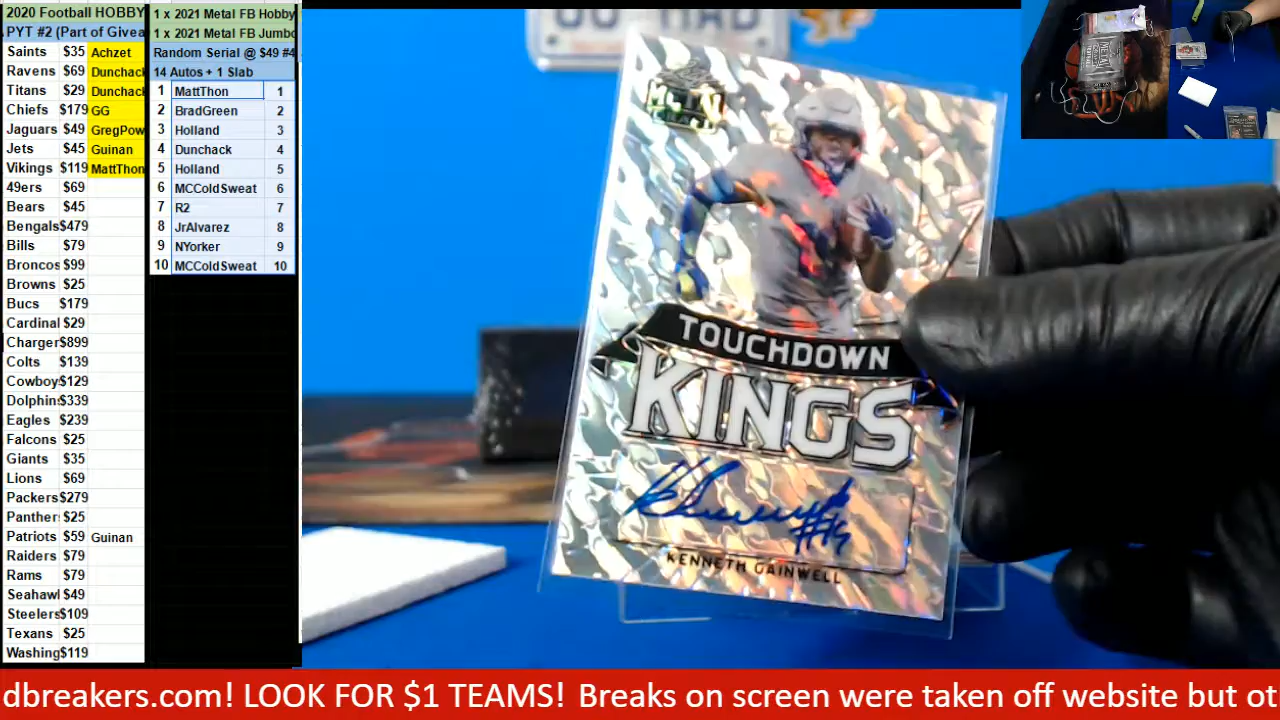 2020 Football HOBBY
PYT #2 (Part of Givea
Saints $35 Achzet
Ravens $69 Dunchack
Titans $29 Dunchack
Chiefs $179 GG
Jaguars $49 GregPow
Jets $45 Guinan
Vikings $119 MattThon
49ers $69
Bears $45
Bengals $479
Bills $79
Broncos $99
Browns $25
Bucs $179
Cardinal $29
Charger $899
Colts $139
Cowboy $129
Dolphin $339
Eagles $239
Falcons $25
Giants $35
Lions $69
Packers $279
Panther $25
Patriots $59 Guinan
Raiders $79
Rams $79
Seahaw $49
Steelers $109
Texans $25
Washing $119
1 x 2021 Metal FB Hobby
1 x 2021 Metal FB Jumbo
Random Serial @ $49 #4
14 Autos + 1 Slab
1 MattThon 1
2 BradGreen 2
3 Holland 3
4 Dunchack 4
5 Holland 5
6 MCColdSweat 6
7 R2 7
8 JrAlvarez 8
9 NYorker 9
10 MCColdSweat 10
TOUCHDOWN
KINGS
KENNETH GAINWELL
dbreakers.com! LOOK FOR $1 TEAMS! Breaks on screen were taken off website but ot